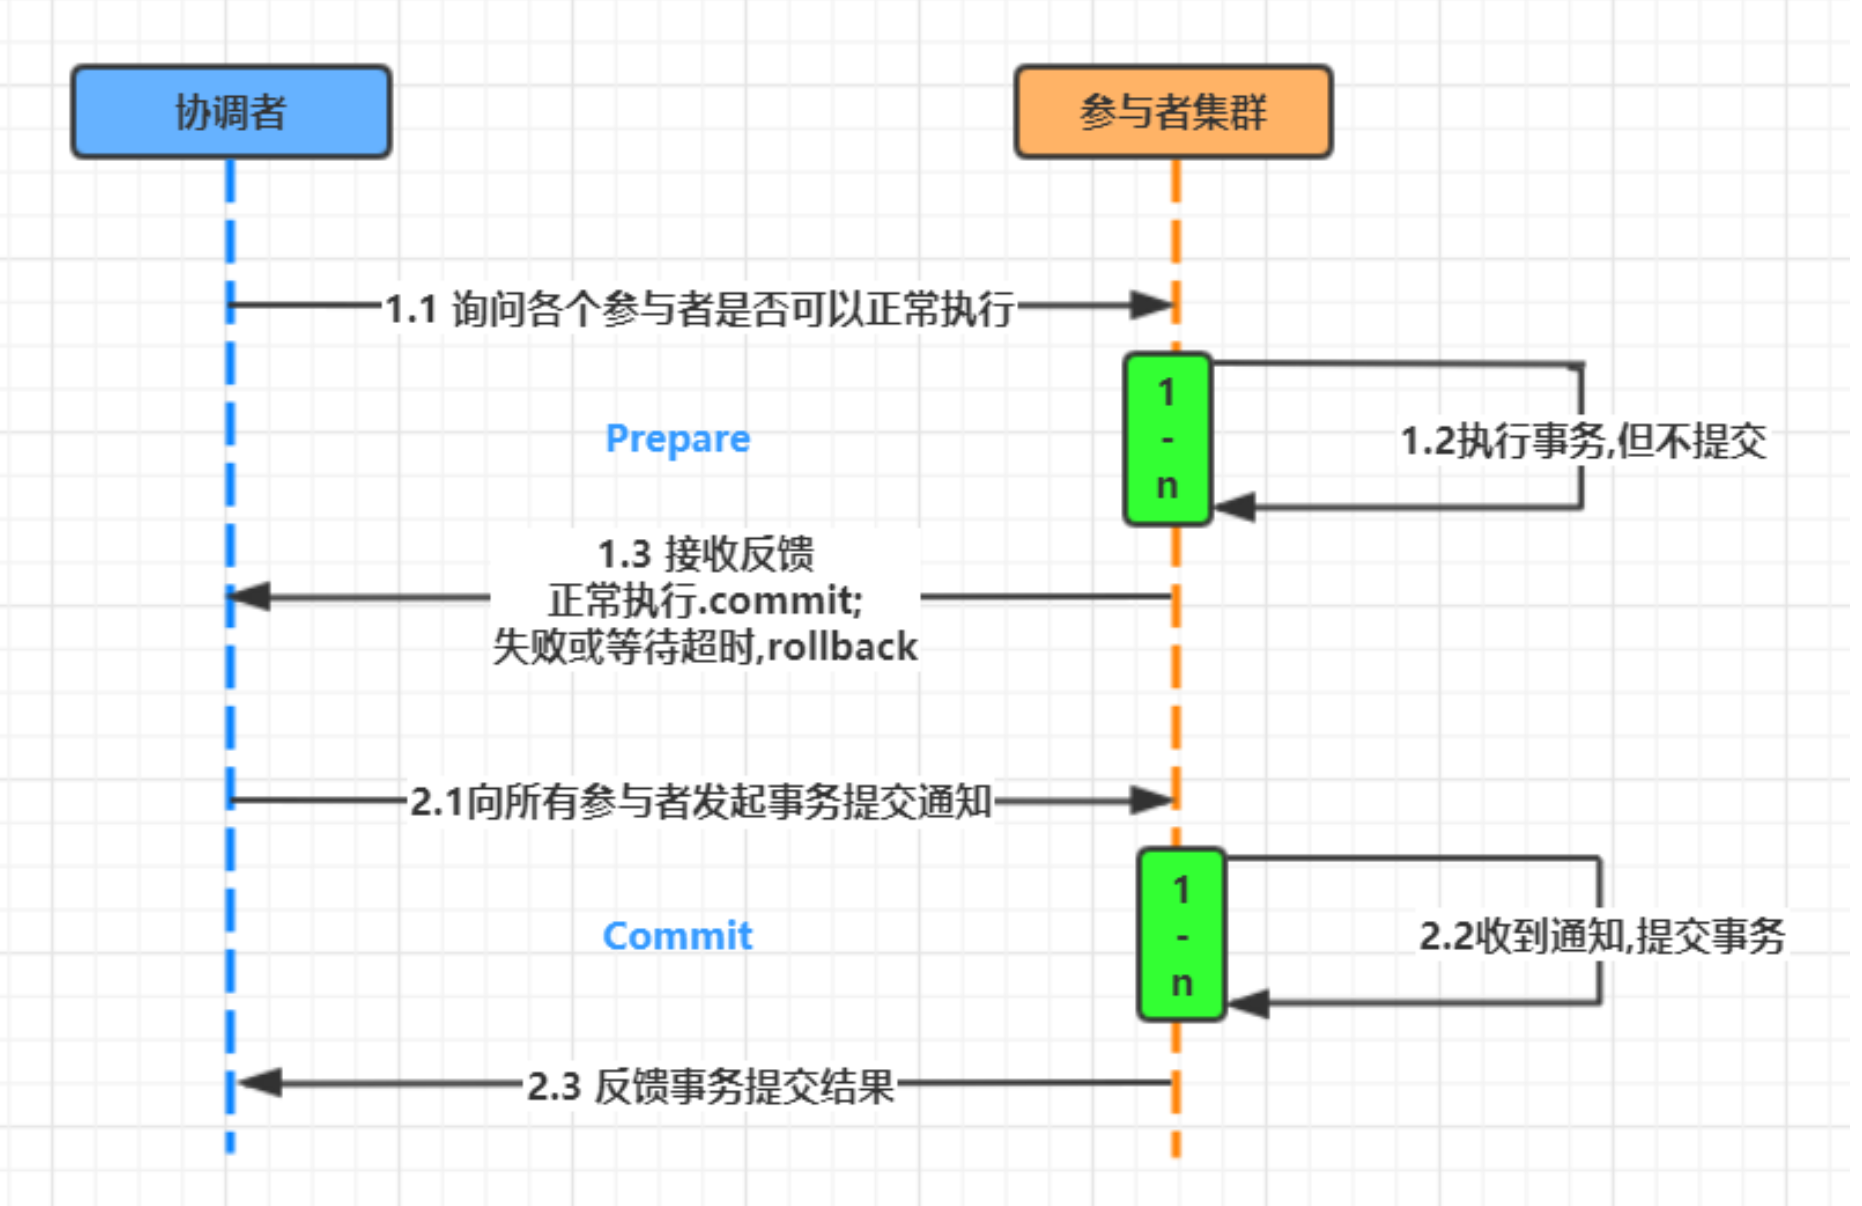 协调者
参与者集群
1.1 询问各个参与者是否可以正常执行
1
-
n
Prepare
1.2执行事务,但不提交
1.3 接收反馈
正常执行.commit;
失败或等待超时,rollback
2.1向所有参与者发起事务提交通知
1
-
n
Commit
2.2收到通知,提交事务
2.3 反馈事务提交结果